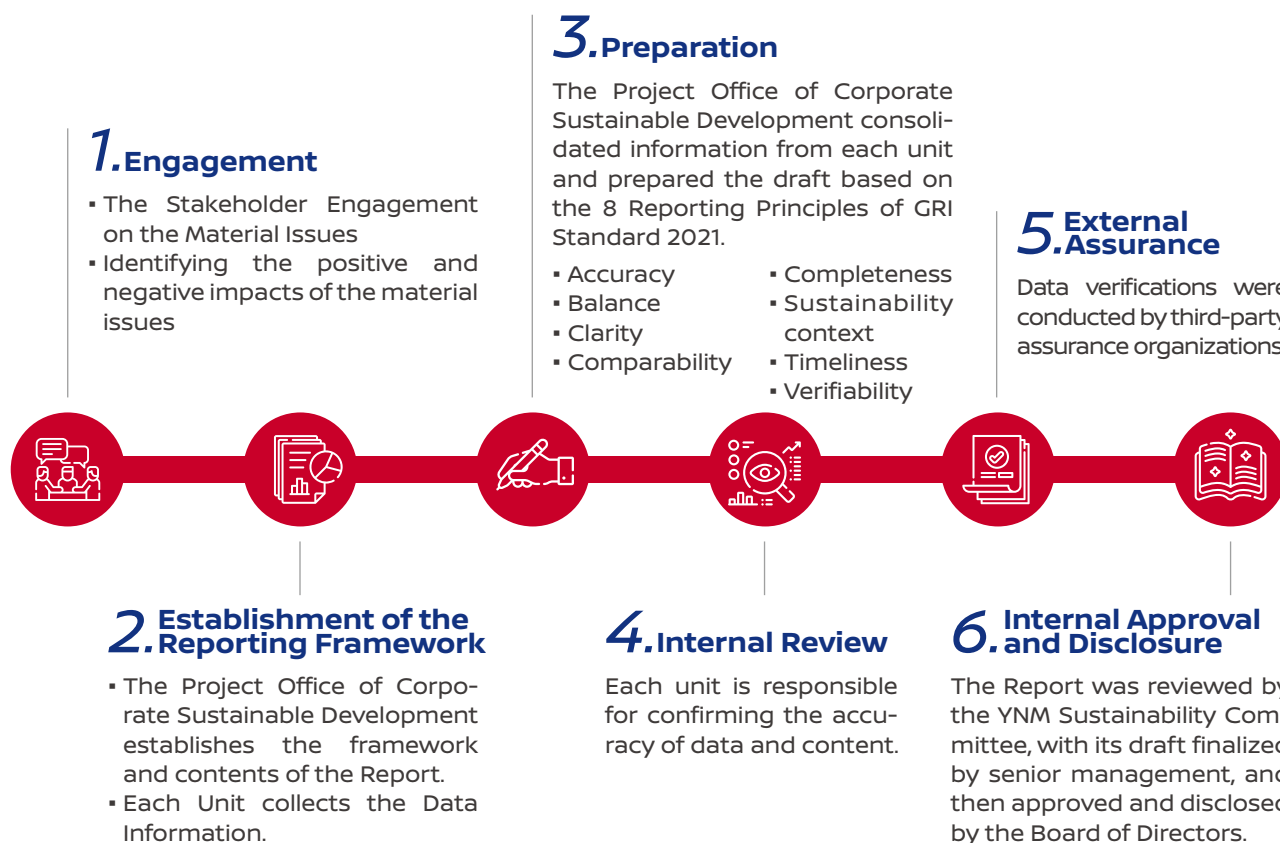 1. Engagement
▪ The Stakeholder Engagement
on the Material Issues
▪ Identifying the positive and
negative impacts of the material
issues
2. Establishment of the
Reporting Framework
▪ The Project Office of Corpo-
rate Sustainable Development
establishes the framework
and contents of the Report.
▪ Each Unit collects the Data
Information.
3. Preparation
The Project Office of Corporate
Sustainable Development consoli-
dated information from each unit
and prepared the draft based on
the 8 Reporting Principles of GRI
Standard 2021.
▪ Accuracy
▪ Balance
▪ Clarity
▪ Comparability
▪ Completeness
▪ Sustainability
context
▪ Timeliness
▪ Verifiability
4. Internal Review
Each unit is responsible
for confirming the accu-
racy of data and content.
5. External
Assurance
Data verifications were
conducted by third-party
assurance organizations
6. Internal Approval
and Disclosure
The Report was reviewed by
the YNM Sustainability Com-
mittee, with its draft finalized
by senior management, and
then approved and disclosed
by the Board of Directors.